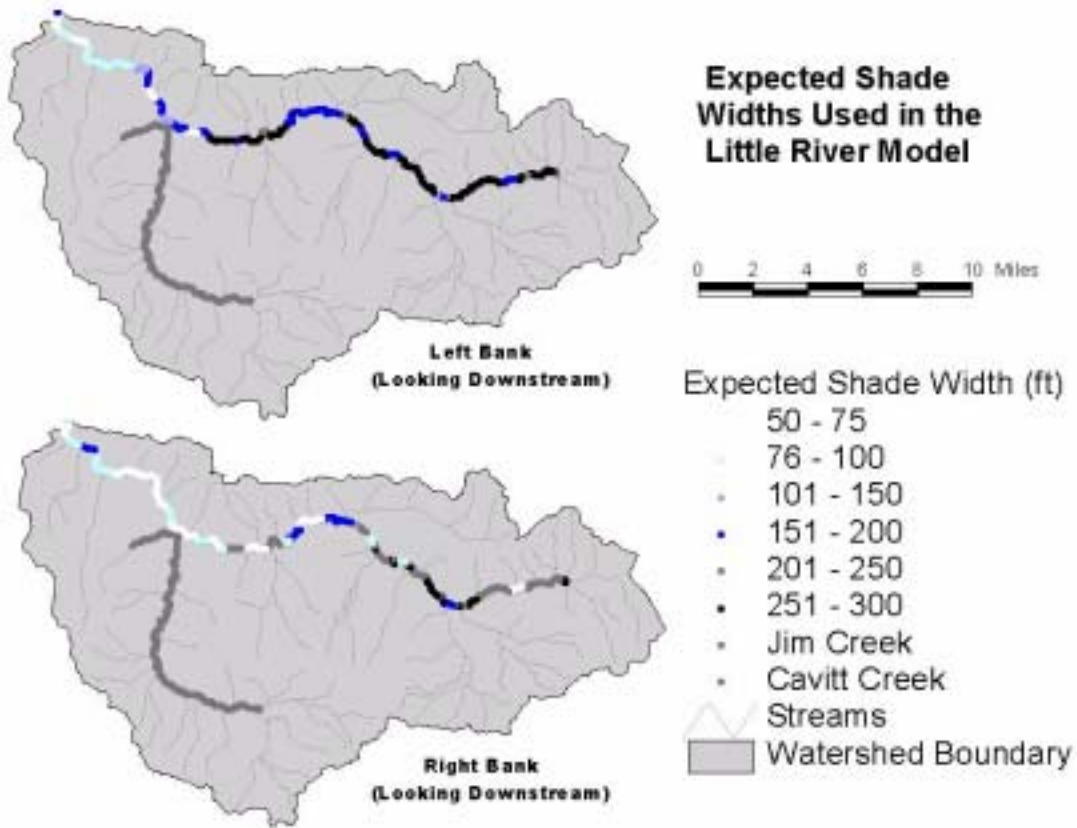 Expected Shade
Widths Used in the
Little River Model
0 2 4 6 8 10 Miles
Left Bank
(Looking Downstream)
Expected Shade Width (ft)
50 - 75
76 - 100
101 - 150
151 - 200
201 - 250
251 - 300
Jim Creek
Cavitt Creek
Streams
Watershed Boundary
Right Bank
(Looking Downstream)